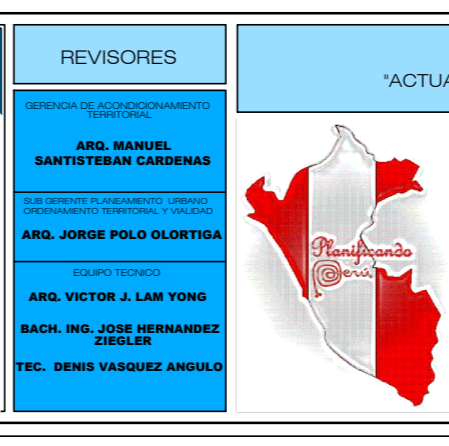 REVISORES
GERENCIA DE ACONDICIONAMIENTO
TERRITORIAL
ARQ. MANUEL
SANTISTEBAN CARDENAS
SUB GERENTE PLANEAMIENTO URBANO
ORDENAMIENTO TERRITORIAL Y VIALIDAD
ARQ. JORGE POLO OLORTIGA
EQUIPO TECNICO
ARQ. VICTOR J. LAM YONG
BACH. ING. JOSE HERNANDEZ
ZIEGLER
TEC. DENIS VASQUEZ ANGULO
"ACTUA
Planificando
Perú